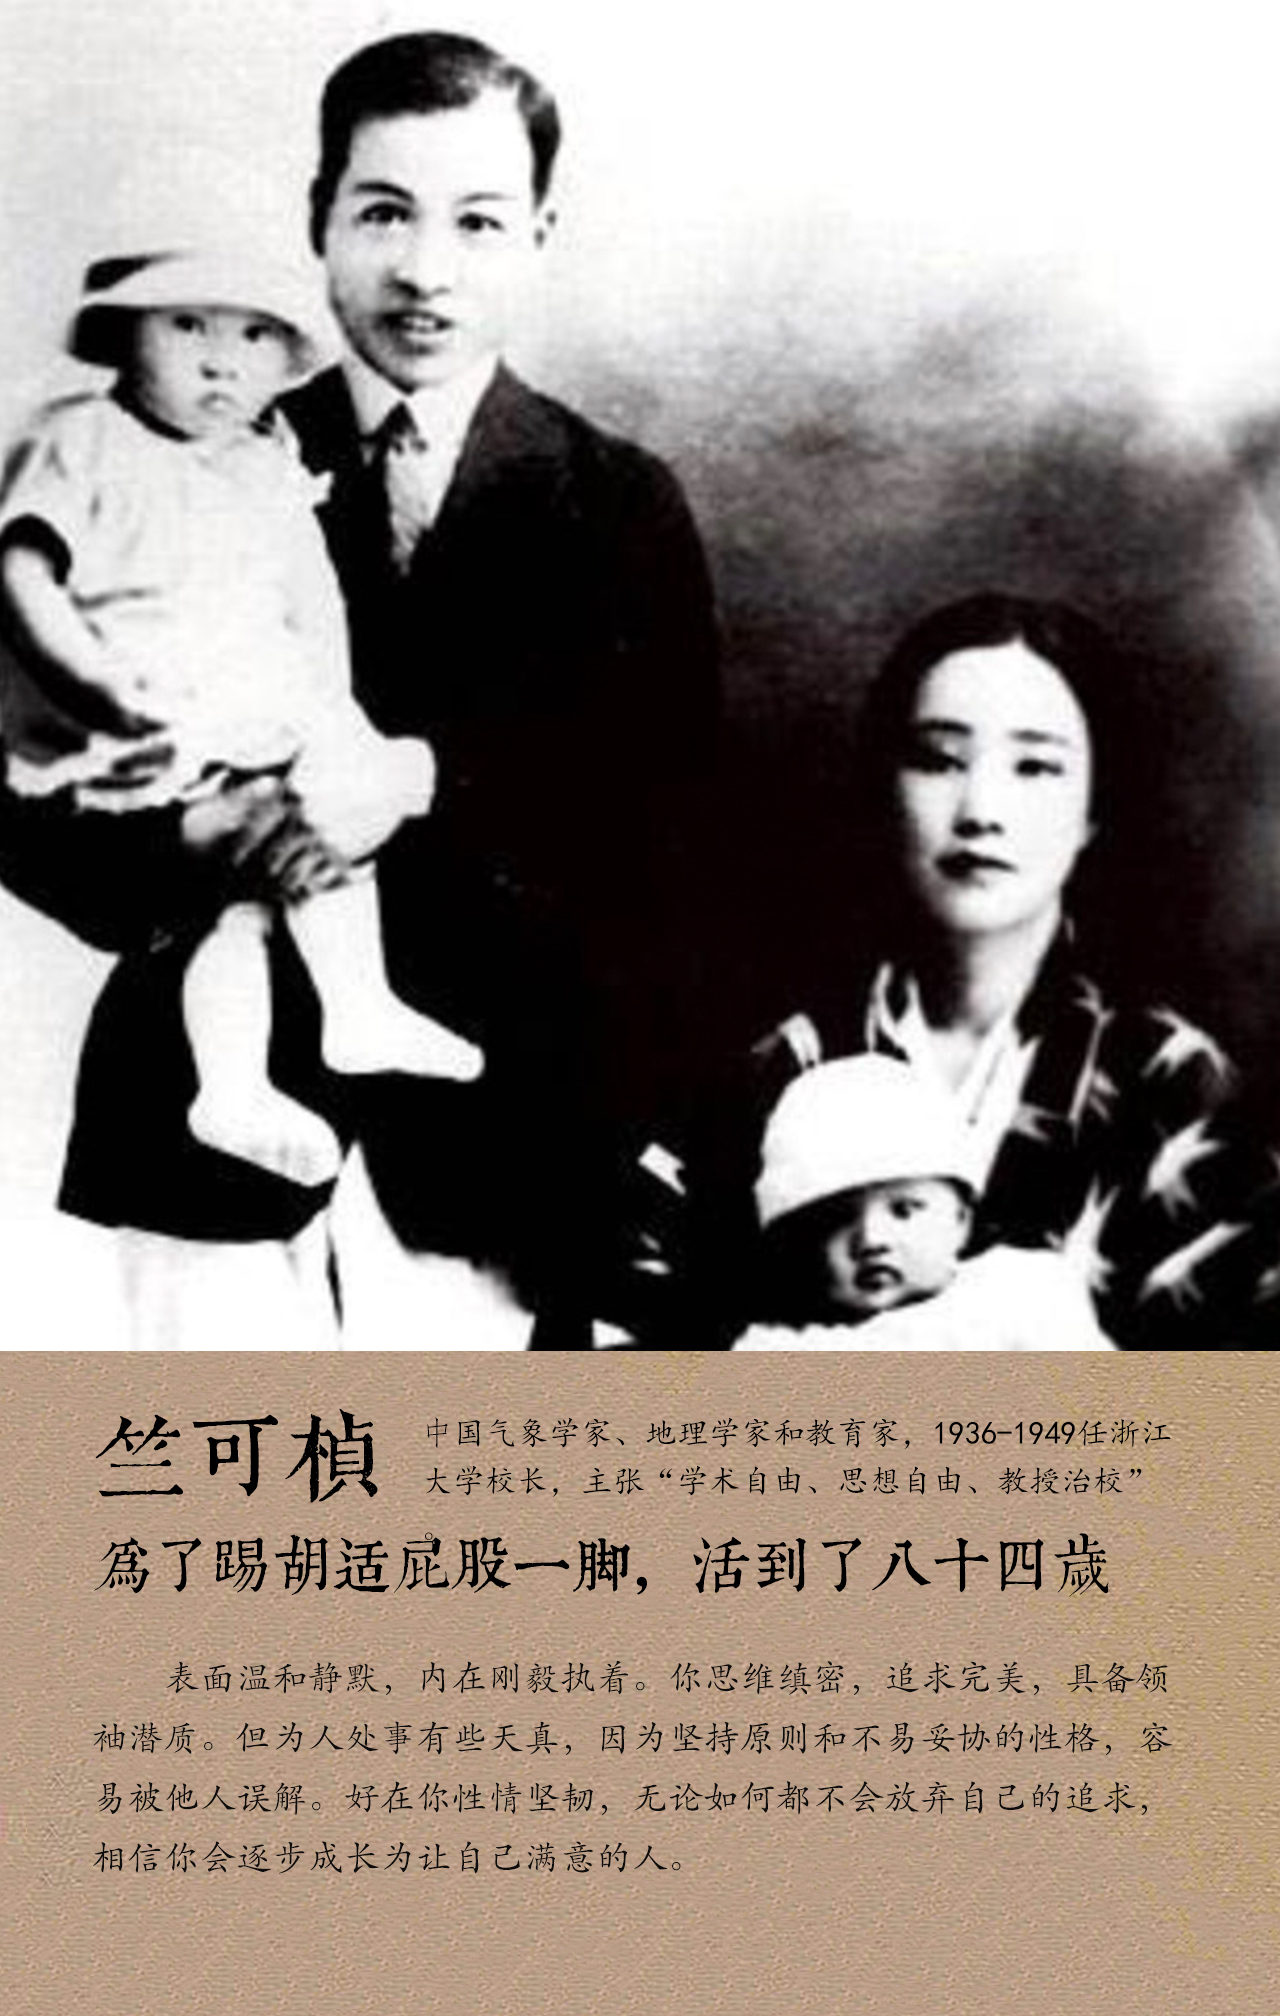 竺可楨
中国气象学家、地理学家和教育家，1936-1949任浙江
大学校长，主张“学术自由、思想自由、教授治校”
爲了踢胡适屁股一脚，活到了八十四歲
表面温和静默，内在刚毅执着。你思维缜密，追求完美，具备领
袖潜质。但为人处事有些天真，因为坚持原则和不易妥协的性格，容
易被他人误解。好在你性情坚韧，无论如何都不会放弃自己的追求，
相信你会逐步成长为让自己满意的人。